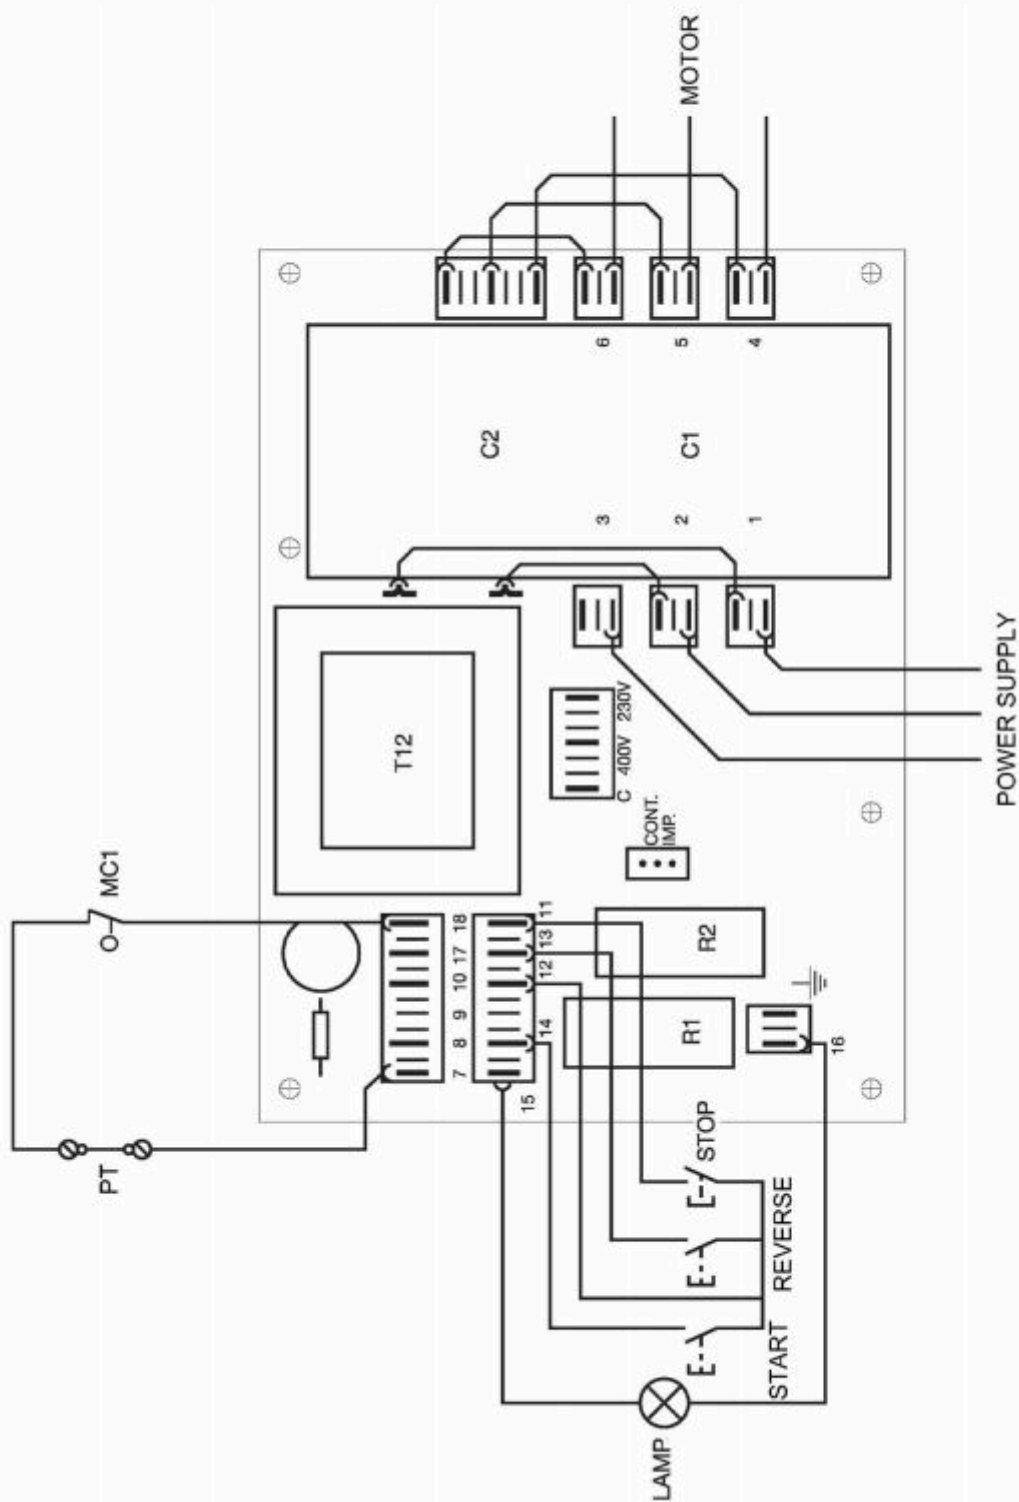 MC1
PT
T12
C2
C1
MOTOR
6
5
4
3
2
1
C 400V 230V
CONT.
IMP.
7 8 9 10 17 18
15
14 12 13 11
R2
R1
16
POWER SUPPLY
STOP
REVERSE
START
LAMP